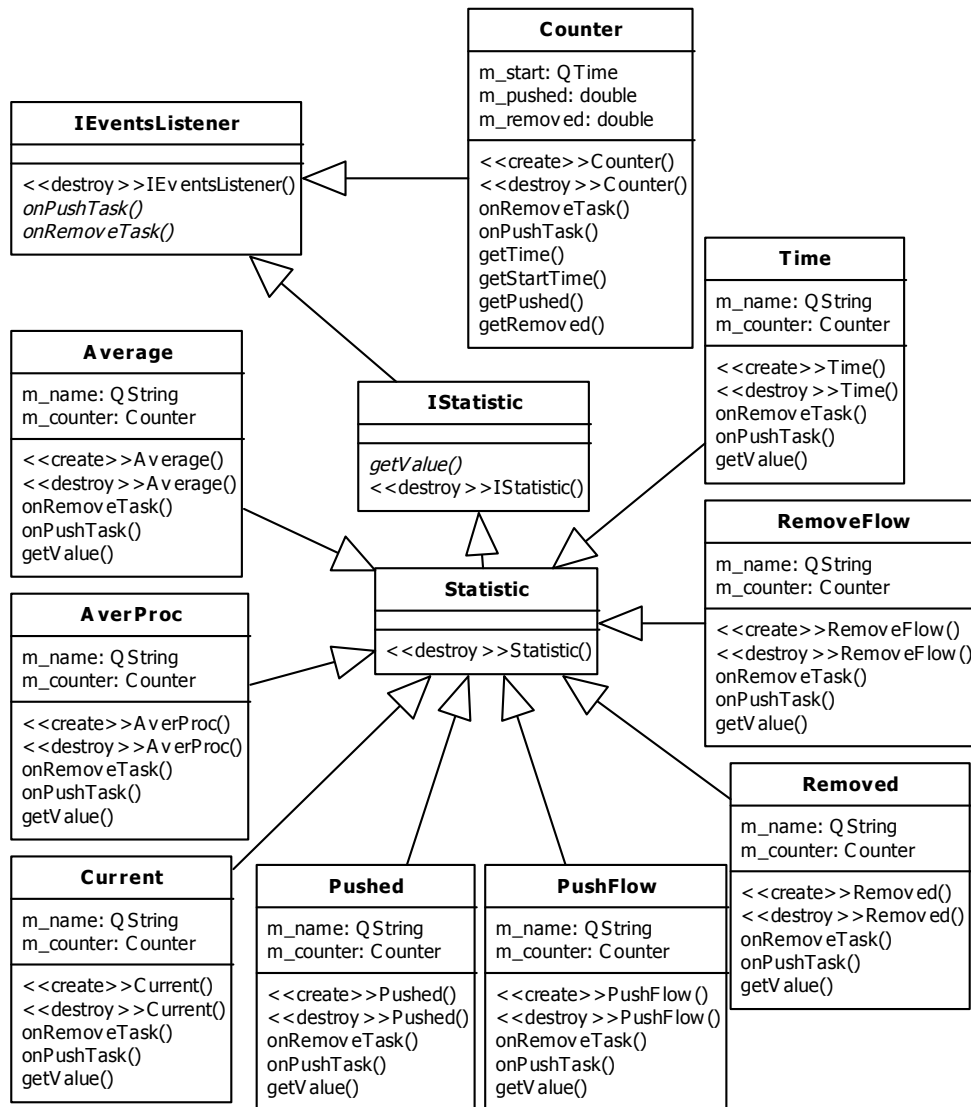 Counter
m_start: QTime
m_pushed: double
m_removed: double
<<create>>Counter()
<<destroy>>Counter()
onRemoveTask()
onPushTask()
getTime()
getStartTime()
getPushed()
getRemoved()
IEventsListener
<<destroy>>IEventsListener()
onPushTask()
onRemoveTask()
Time
m_name: QString
m_counter: Counter
<<create>>Time()
<<destroy>>Time()
onRemoveTask()
onPushTask()
getValue()
Average
m_name: QString
m_counter: Counter
<<create>>Average()
<<destroy>>Average()
onRemoveTask()
onPushTask()
getValue()
IStatistic
getValue()
<<destroy>>IStatistic()
RemoveFlow
m_name: QString
m_counter: Counter
<<create>>RemoveFlow()
<<destroy>>RemoveFlow()
onRemoveTask()
onPushTask()
getValue()
Statistic
<<destroy>>Statistic()
AverProc
m_name: QString
m_counter: Counter
<<create>>AverProc()
<<destroy>>AverProc()
onRemoveTask()
onPushTask()
getValue()
Removed
m_name: QString
m_counter: Counter
<<create>>Removed()
<<destroy>>Removed()
onRemoveTask()
onPushTask()
getValue()
Current
m_name: QString
m_counter: Counter
<<create>>Current()
<<destroy>>Current()
onRemoveTask()
onPushTask()
getValue()
Pushed
m_name: QString
m_counter: Counter
<<create>>Pushed()
<<destroy>>Pushed()
onRemoveTask()
onPushTask()
getValue()
PushFlow
m_name: QString
m_counter: Counter
<<create>>PushFlow()
<<destroy>>PushFlow()
onRemoveTask()
onPushTask()
getValue()